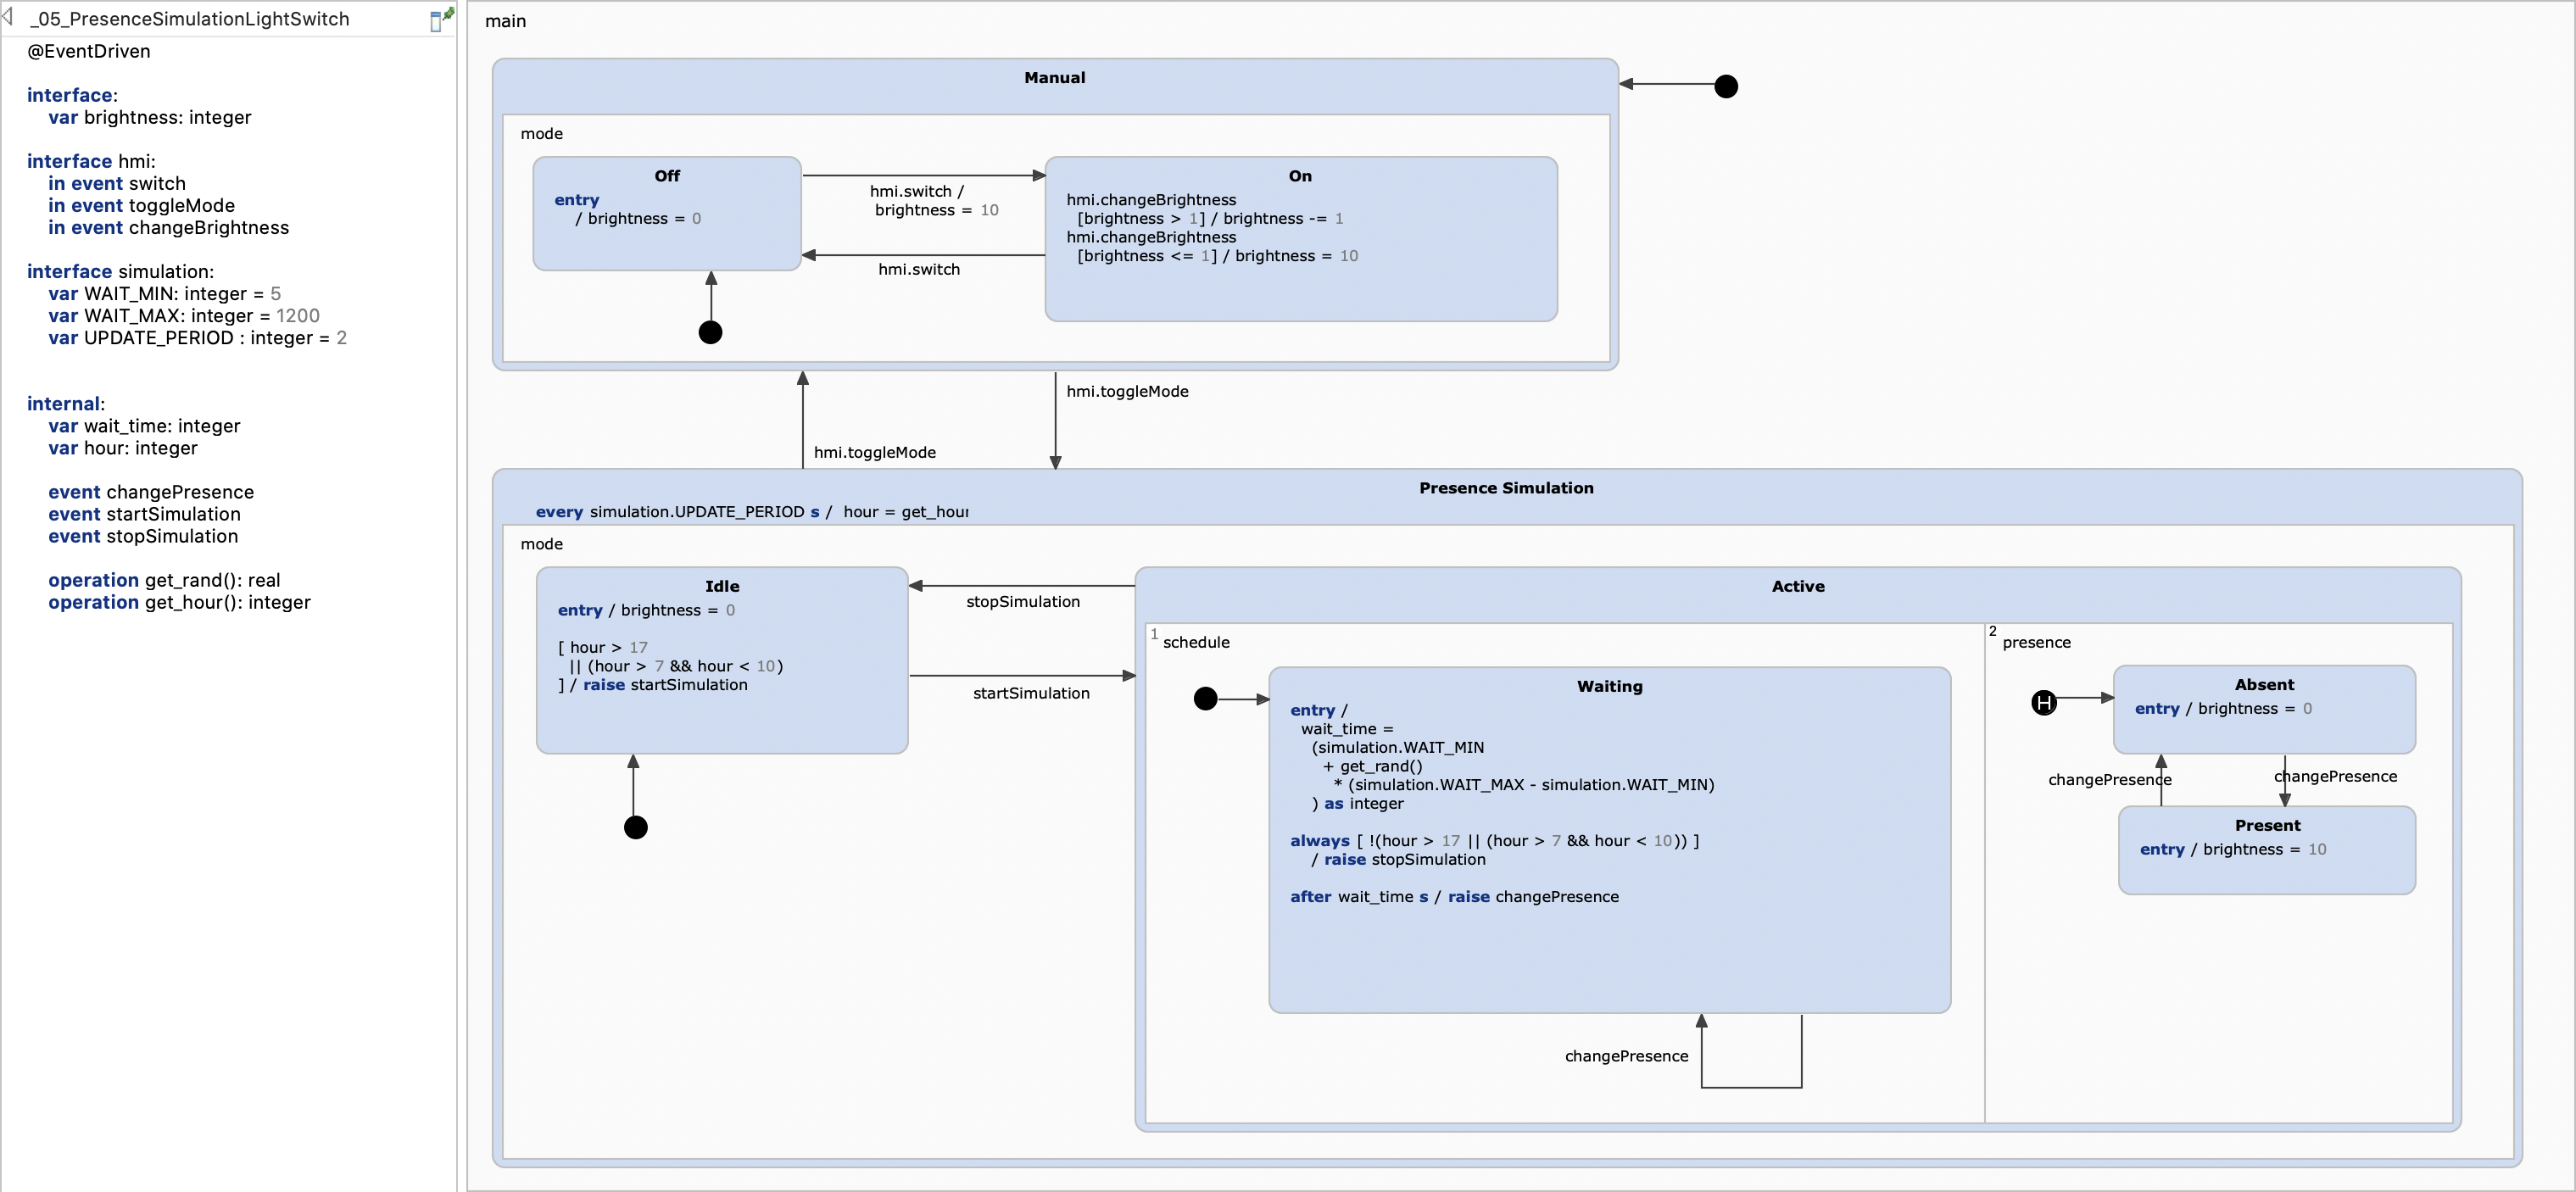 _05_PresenceSimulationLightSwitch
@EventDriven
interface:
var brightness: integer
interface hmi:
in event switch
in event toggleMode
in event changeBrightness
interface simulation:
var WAIT_MIN: integer = 5
var WAIT_MAX: integer = 1200
var UPDATE_PERIOD : integer = 2
internal:
var wait_time: integer
var hour: integer
event changePresence
event startSimulation
event stopSimulation
operation get_rand(): real
operation get_hour(): integer
main
Manual
mode
Off
entry
/ brightness = 0
hmi.switch /
brightness = 10
hmi.switch
On
hmi.changeBrightness
[brightness > 1] / brightness -= 1
hmi.changeBrightness
[brightness <= 1] / brightness = 10
hmi.toggleMode
hmi.toggleMode
Presence Simulation
every simulation.UPDATE_PERIOD s / hour = get_hour
mode
Idle
entry / brightness = 0
[ hour > 17
|| (hour > 7 && hour < 10)
] / raise startSimulation
stopSimulation
startSimulation
Active
1
schedule
Waiting
entry /
wait_time =
(simulation.WAIT_MIN
+ get_rand()
* (simulation.WAIT_MAX - simulation.WAIT_MIN)
) as integer
always [ !(hour > 17 || (hour > 7 && hour < 10)) ]
/ raise stopSimulation
after wait_time s / raise changePresence
changePresence
2
presence
H
Absent
entry / brightness = 0
changePresence
changePresence
Present
entry / brightness = 10